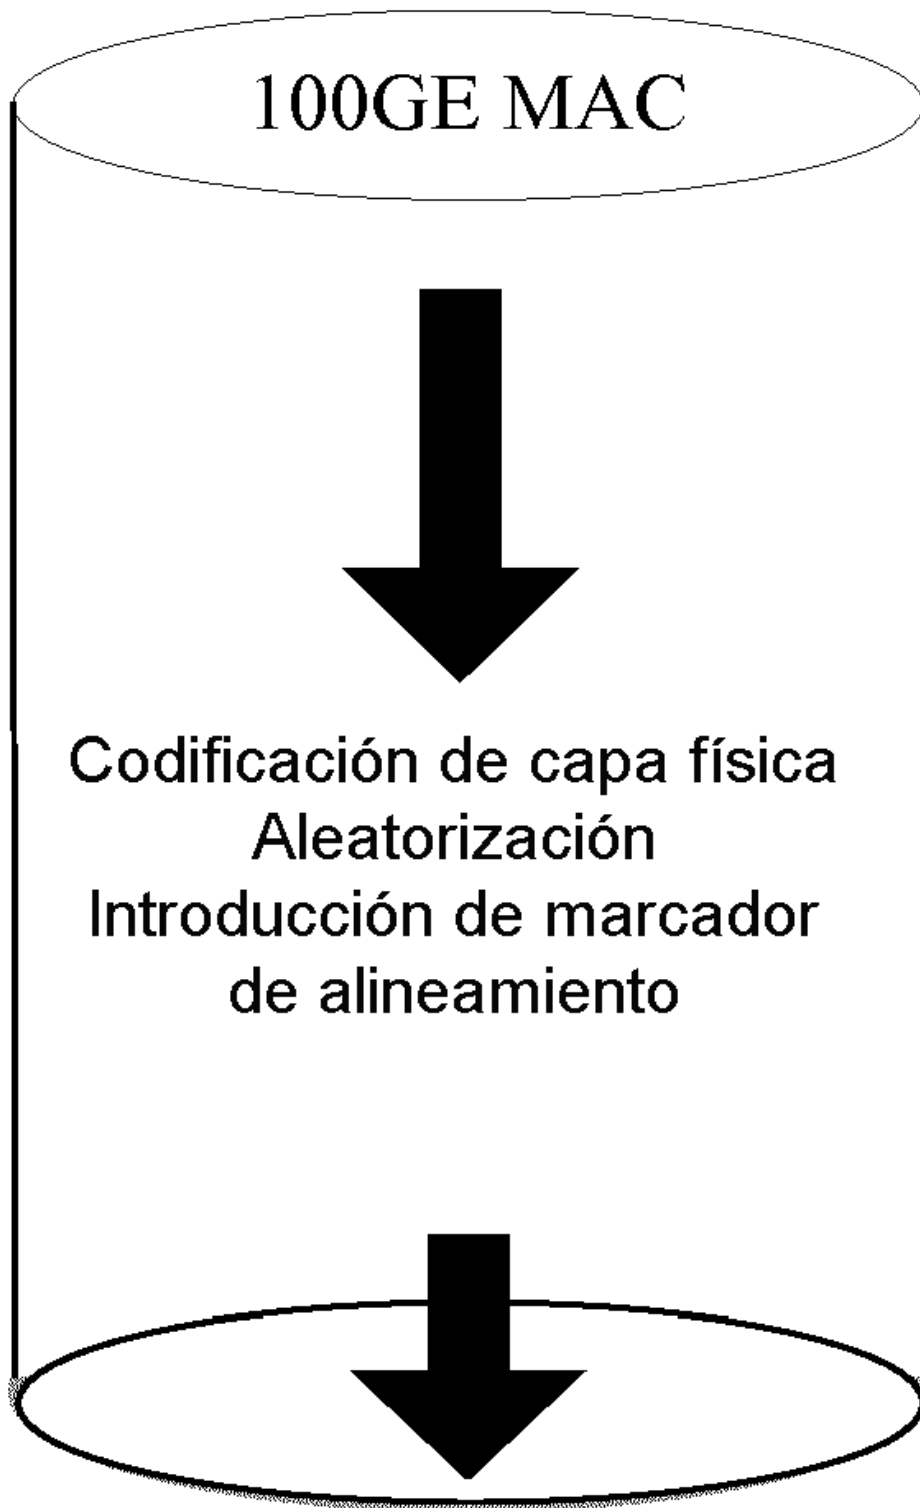 100GE MAC
Codificación de capa física
Aleatorización
Introducción de marcador
de alineamiento